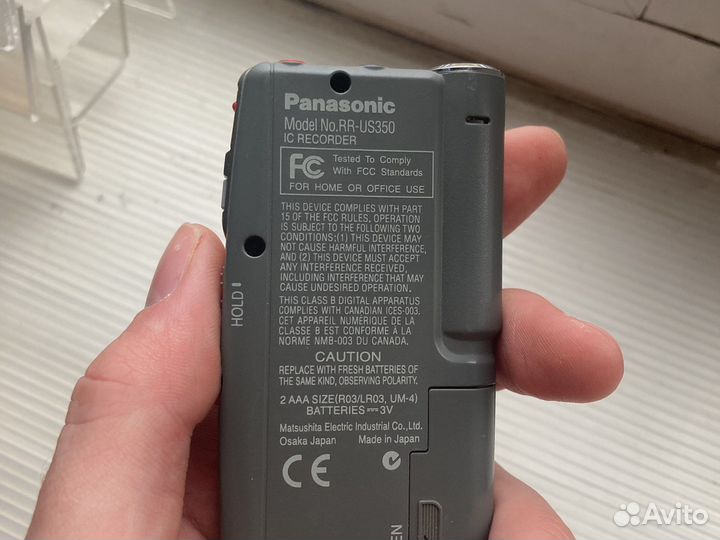 Panasonic
Model No.RR-US350
IC RECORDER
FC Tested To Comply
With FCC Standards
FOR HOME OR OFFICE USE
THIS DEVICE COMPLIES WITH PART
15 OF THE FCC RULES. OPERATION
IS SUBJECT TO THE FOLLOWING TWO
CONDITIONS:(1) THIS DEVICE MAY
NOT CAUSE HARMFUL INTERFERENCE,
AND (2) THIS DEVICE MUST ACCEPT
ANY INTERFERENCE RECEIVED,
INCLUDING INTERFERENCE THAT MAY
CAUSE UNDESIRED OPERATION.
THIS CLASS B DIGITAL APPARATUS
COMPLIES WITH CANADIAN ICES-003.
CET APPAREIL NUMÉRIQUE DE LA
CLASSE B EST CONFORME À LA
NORME NMB-003 DU CANADA.
CAUTION
REPLACE WITH FRESH BATTERIES OF
THE SAME KIND, OBSERVING POLARITY.
2 AAA SIZE(R03/LR03, UM-4)
BATTERIES⎓3V
Matsushita Electric Industrial Co.,Ltd.
Osaka Japan Made in Japan
CE
HOLD
Avito